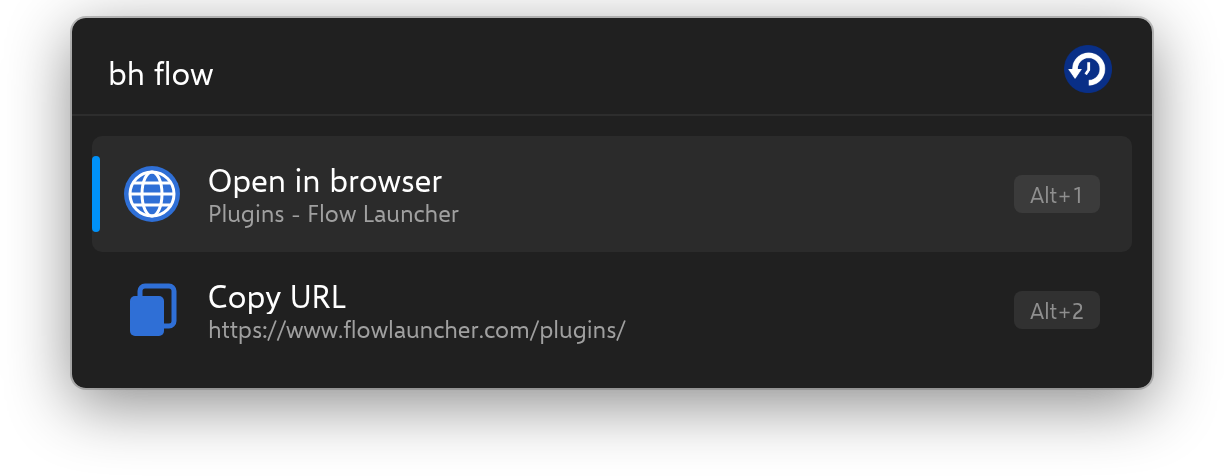 bh flow
Open in browser
Plugins - Flow Launcher
Alt+1
Copy URL
https://www.flowlauncher.com/plugins/
Alt+2